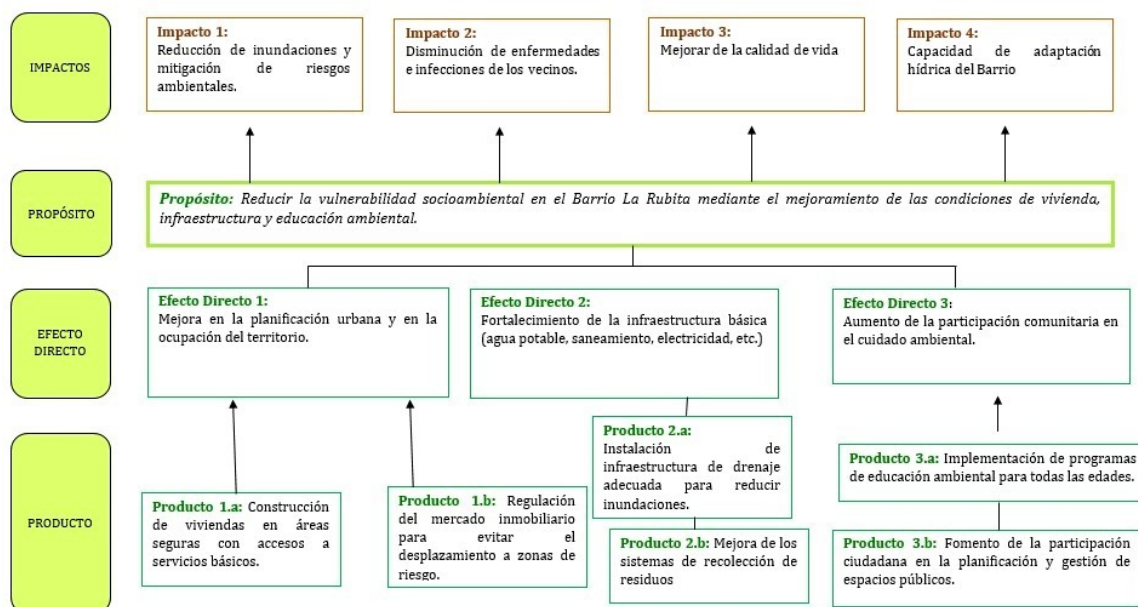 IMPACTOS
Impacto 1:
Reducción de inundaciones y
mitigación de riesgos
ambientales.
Impacto 2:
Disminución de enfermedades
e infecciones de los vecinos.
Impacto 3:
Mejorar de la calidad de vida
Impacto 4:
Capacidad de adaptación
hídrica del Barrio
PROPÓSITO
Propósito: Reducir la vulnerabilidad socioambiental en el Barrio La Rubita mediante el mejoramiento de las condiciones de vivienda,
infraestructura y educación ambiental.
EFECTO
DIRECTO
Efecto Directo 1:
Mejora en la planificación urbana y en la
ocupación del territorio.
Efecto Directo 2:
Fortalecimiento de la infraestructura básica
(agua potable, saneamiento, electricidad, etc.)
Efecto Directo 3:
Aumento de la participación comunitaria en
el cuidado ambiental.
PRODUCTO
Producto 1.a: Construcción
de viviendas en áreas
seguras con accesos a
servicios básicos.
Producto 1.b: Regulación
del mercado inmobiliario
para evitar el
desplazamiento a zonas de
riesgo.
Producto 2.a:
Instalación de
infraestructura de drenaje
adecuada para reducir
inundaciones.
Producto 2.b: Mejora de los
sistemas de recolección de
residuos
Producto 3.a: Implementación de programas
de educación ambiental para todas las edades.
Producto 3.b: Fomento de la participación
ciudadana en la planificación y gestión de
espacios públicos.